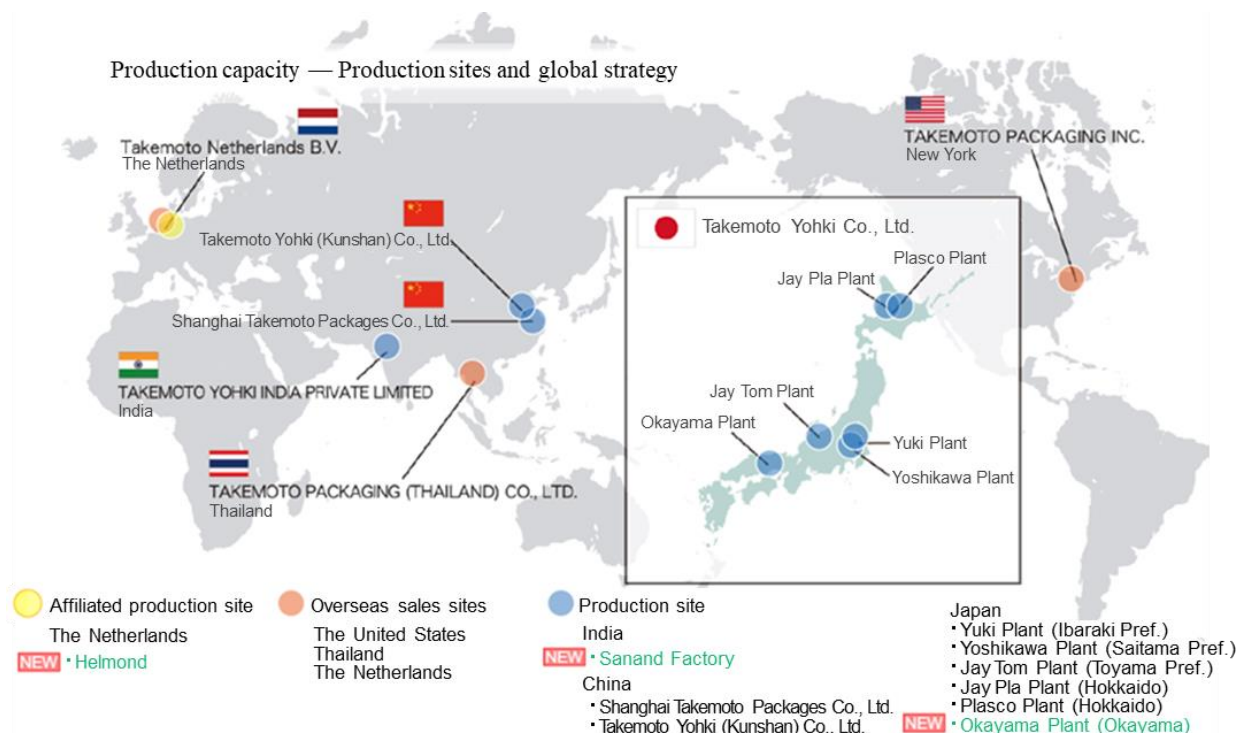 Production capacity — Production sites and global strategy
Takemoto Netherlands B.V.
The Netherlands
TAKEMOTO PACKAGING INC.
New York
Takemoto Yohki (Kunshan) Co., Ltd.
Shanghai Takemoto Packages Co., Ltd.
TAKEMOTO YOHKI INDIA PRIVATE LIMITED
India
TAKEMOTO PACKAGING (THAILAND) CO., LTD.
Thailand
Takemoto Yohki Co., Ltd.
Plasco Plant
Jay Pla Plant
Jay Tom Plant
Okayama Plant
Yuki Plant
Yoshikawa Plant
Affiliated production site
The Netherlands
NEW ・Helmond
Overseas sales sites
The United States
Thailand
The Netherlands
Production site
India
NEW ・Sanand Factory
China
・Shanghai Takemoto Packages Co., Ltd.
・Takemoto Yohki (Kunshan) Co., Ltd.
Japan
・Yuki Plant (Ibaraki Pref.)
・Yoshikawa Plant (Saitama Pref.)
・Jay Tom Plant (Toyama Pref.)
・Jay Pla Plant (Hokkaido)
・Plasco Plant (Hokkaido)
NEW ・Okayama Plant (Okayama)